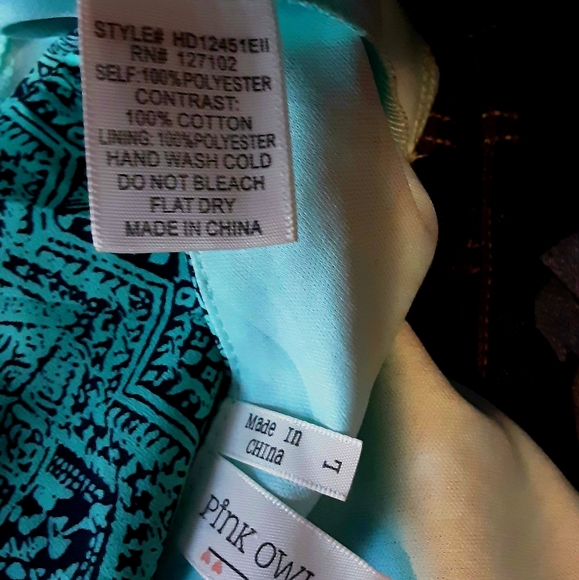 STYLE# HD12451EII
RN# 127102
SELF:100%POLYESTER
CONTRAST:
100% COTTON
LINING: 100%POLYESTER
HAND WASH COLD
DO NOT BLEACH
FLAT DRY
MADE IN CHINA
Made In
CHIna
L
PINK OWL